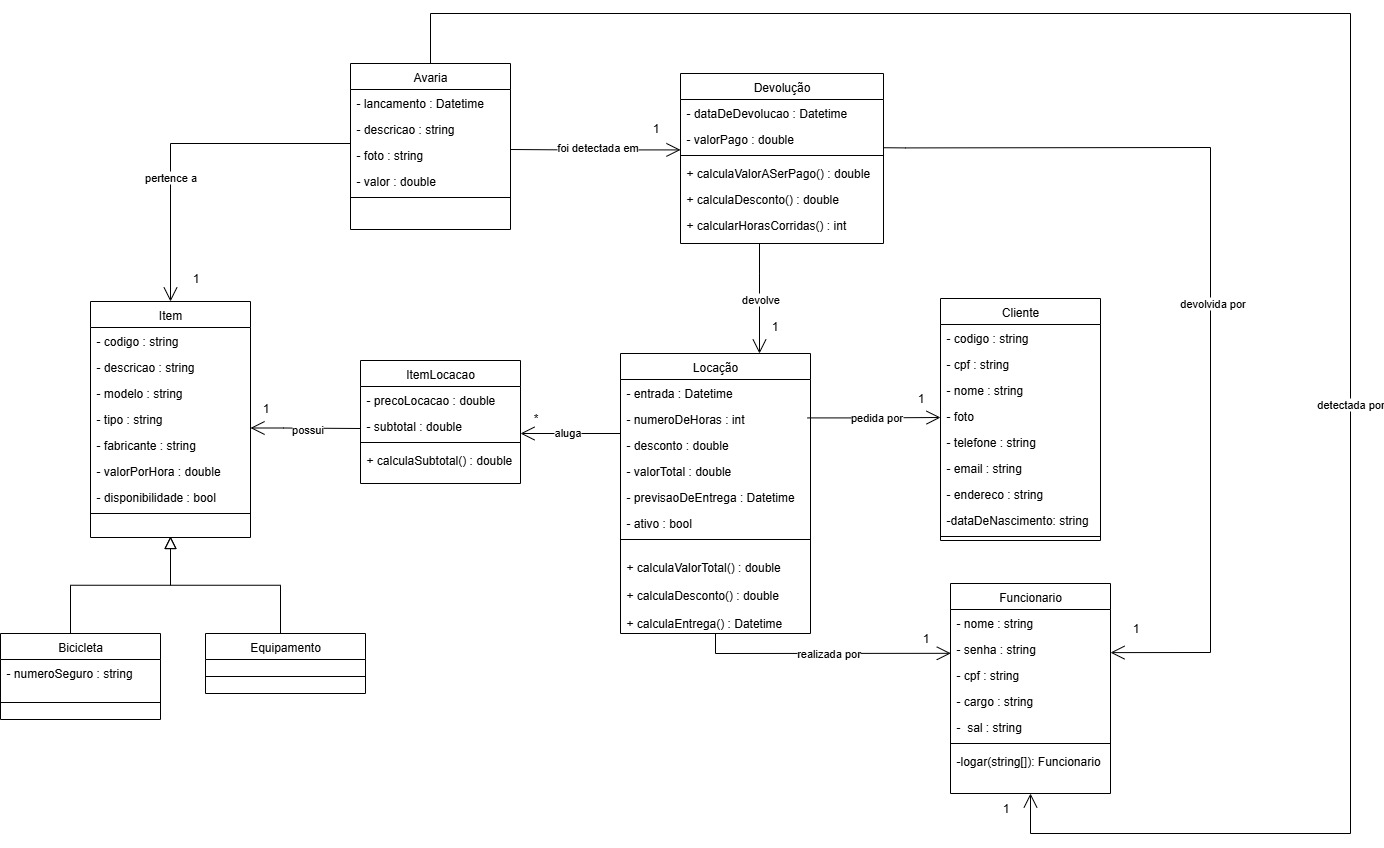 Avaria
- lancamento : Datetime
- descricao : string
- foto : string
- valor : double
Devolução
- dataDeDevolucao : Datetime
- valorPago : double
+ calculaValorASerPago() : double
+ calculaDesconto() : double
+ calcularHorasCorridas() : int
foi detectada em
1
pertence a
1
devolve
1
devolvida por
1
detectada por
1
Item
- codigo : string
- descricao : string
- modelo : string
- tipo : string
- fabricante : string
- valorPorHora : double
- disponibilidade : bool
1
possui
ItemLocacao
- precoLocacao : double
- subtotal : double
+ calculaSubtotal() : double
*
aluga
Locação
- entrada : Datetime
- numeroDeHoras : int
- desconto : double
- valorTotal : double
- previsaoDeEntrega : Datetime
- ativo : bool
+ calculaValorTotal() : double
+ calculaDesconto() : double
+ calculaEntrega() : Datetime
pedida por
1
Cliente
- codigo : string
- cpf : string
- nome : string
- foto
- telefone : string
- email : string
- endereco : string
-dataDeNascimento: string
realizada por
1
Funcionario
- nome : string
- senha : string
- cpf : string
- cargo : string
- sal : string
-logar(string[]): Funcionario
Bicicleta
- numeroSeguro : string
Equipamento